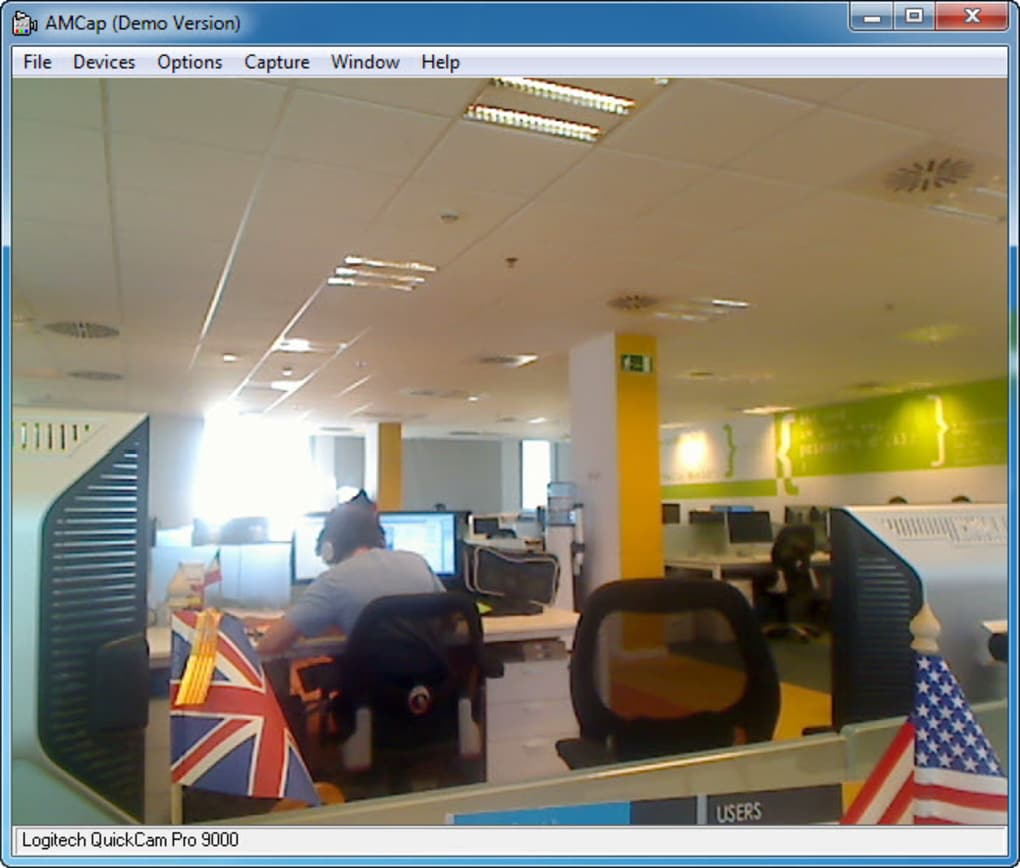 AMCap (Demo Version)
File Devices Options Capture Window Help
USERS
Logitech QuickCam Pro 9000